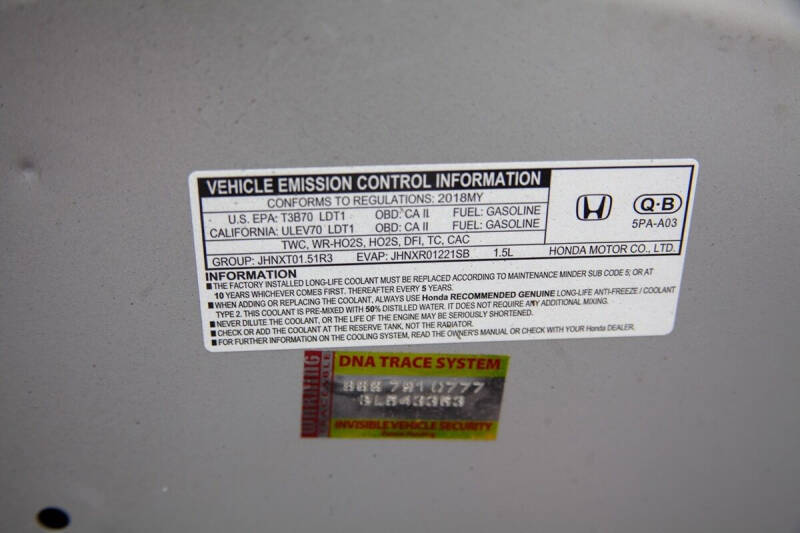 VEHICLE EMISSION CONTROL INFORMATION
CONFORMS TO REGULATIONS: 2018MY
U.S. EPA: T3B70 LDT1 OBD: CA II FUEL: GASOLINE
CALIFORNIA: ULEV70 LDT1 OBD: CA II FUEL: GASOLINE
TWC, WR-HO2S, HO2S, DFI, TC, CAC
GROUP: JHNXT01.51R3 EVAP: JHNXR01221SB 1.5L
Q·B
5PA-A03
HONDA MOTOR CO., LTD.
INFORMATION
■THE FACTORY INSTALLED LONG-LIFE COOLANT MUST BE REPLACED ACCORDING TO MAINTENANCE MINDER SUB CODE 5; OR AT
10 YEARS WHICHEVER COMES FIRST. THEREAFTER EVERY 5 YEARS.
■WHEN ADDING OR REPLACING THE COOLANT, ALWAYS USE Honda RECOMMENDED GENUINE LONG-LIFE ANTI-FREEZE / COOLANT
TYPE 2. THIS COOLANT IS PRE-MIXED WITH 50% DISTILLED WATER. IT DOES NOT REQUIRE ANY ADDITIONAL MIXING.
■NEVER DILUTE THE COOLANT, OR THE LIFE OF THE ENGINE MAY BE SERIOUSLY SHORTENED.
■CHECK OR ADD THE COOLANT AT THE RESERVE TANK, NOT THE RADIATOR.
■FOR FURTHER INFORMATION ON THE COOLING SYSTEM, READ THE OWNER'S MANUAL OR CHECK WITH YOUR Honda DEALER.
WARNING
TRACEABLE
DNA TRACE SYSTEM
INVISIBLE VEHICLE SECURITY